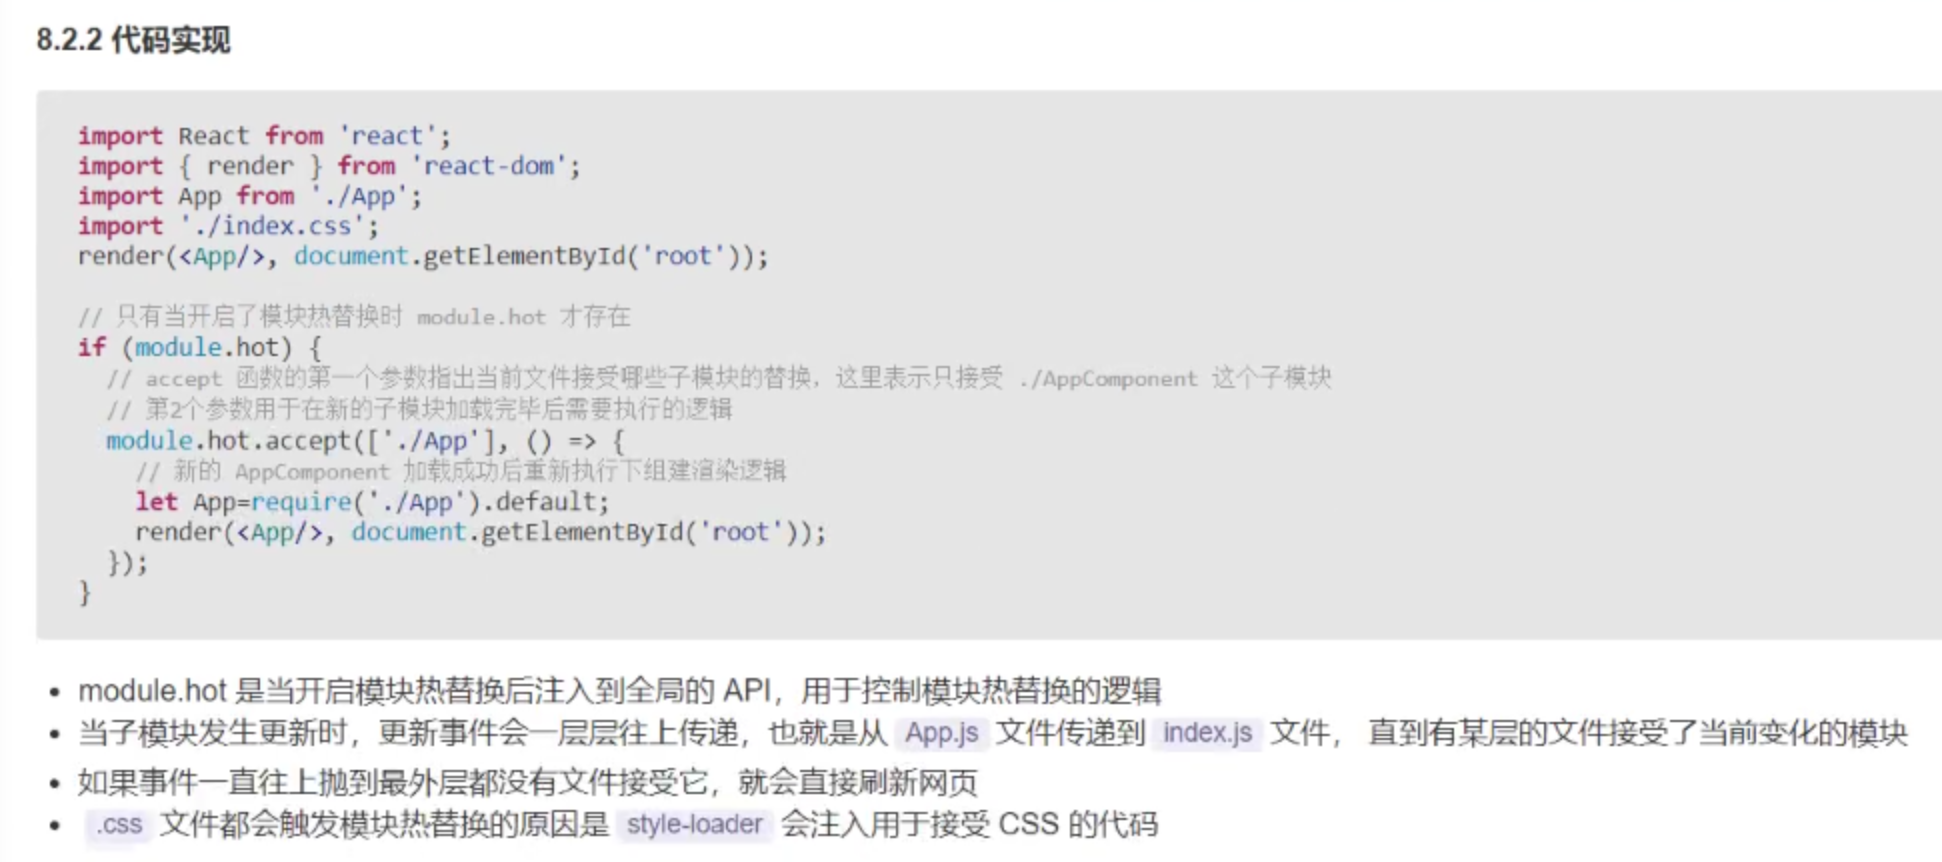 8.2.2 代码实现
import React from 'react';
import { render } from 'react-dom';
import App from './App';
import './index.css';
render(<App/>, document.getElementById('root'));
// 只有当开启了模块热替换时 module.hot 才存在
if (module.hot) {
// accept 函数的第一个参数指出当前文件接受哪些子模块的替换，这里表示只接受 ./AppComponent 这个子模块
// 第2个参数用于在新的子模块加载完毕后需要执行的逻辑
module.hot.accept(['./App'], () => {
// 新的 AppComponent 加载成功后重新执行下组建渲染逻辑
let App=require('./App').default;
render(<App/>, document.getElementById('root'));
});
}
• module.hot 是当开启模块热替换后注入到全局的 API，用于控制模块热替换的逻辑
• 当子模块发生更新时，更新事件会一层层往上传递，也就是从 App.js 文件传递到 index.js 文件， 直到有某层的文件接受了当前变化的模块
• 如果事件一直往上抛到最外层都没有文件接受它，就会直接刷新网页
• .css 文件都会触发模块热替换的原因是 style-loader 会注入用于接受 CSS 的代码